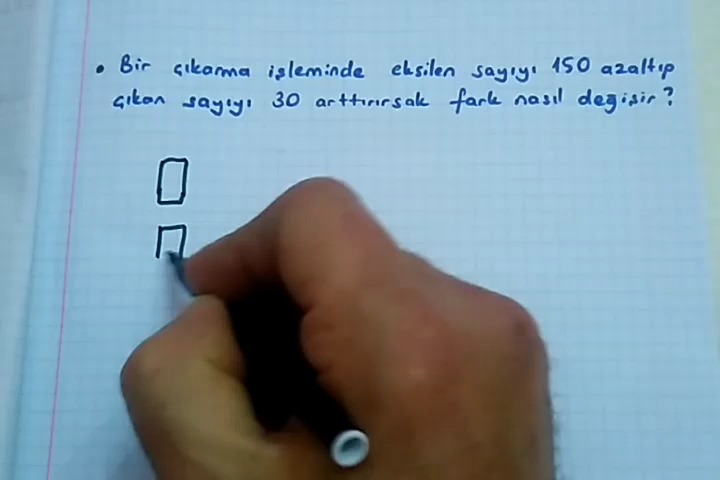 • Bir çıkarma işleminde eksilen sayıyı 150 azaltıp
çıkan sayıyı 30 arttırırsak fark nasıl değişir?